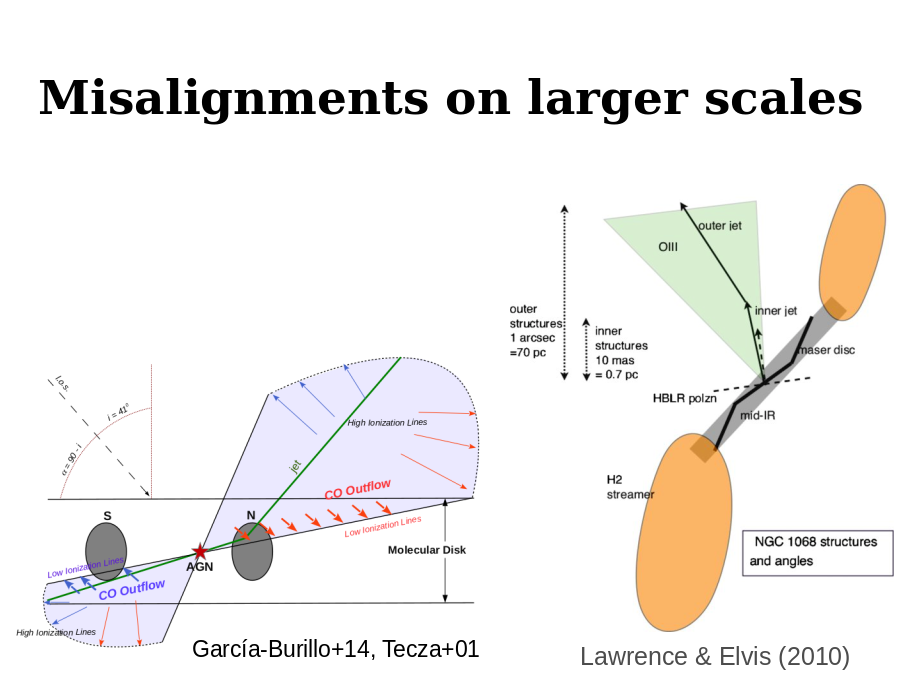 Misalignments on larger scales
l.o.s.
i = 41°
α = 90 - i
High Ionization Lines
jet
CO Outflow
Low Ionization Lines
S
N
AGN
Molecular Disk
Low Ionization Lines
CO Outflow
High Ionization Lines
García-Burillo+14, Tecza+01
outer jet
OIII
outer
structures
1 arcsec
=70 pc
inner
structures
10 mas
= 0.7 pc
inner jet
maser disc
HBLR polzn
mid-IR
H2
streamer
NGC 1068 structures
and angles
Lawrence & Elvis (2010)